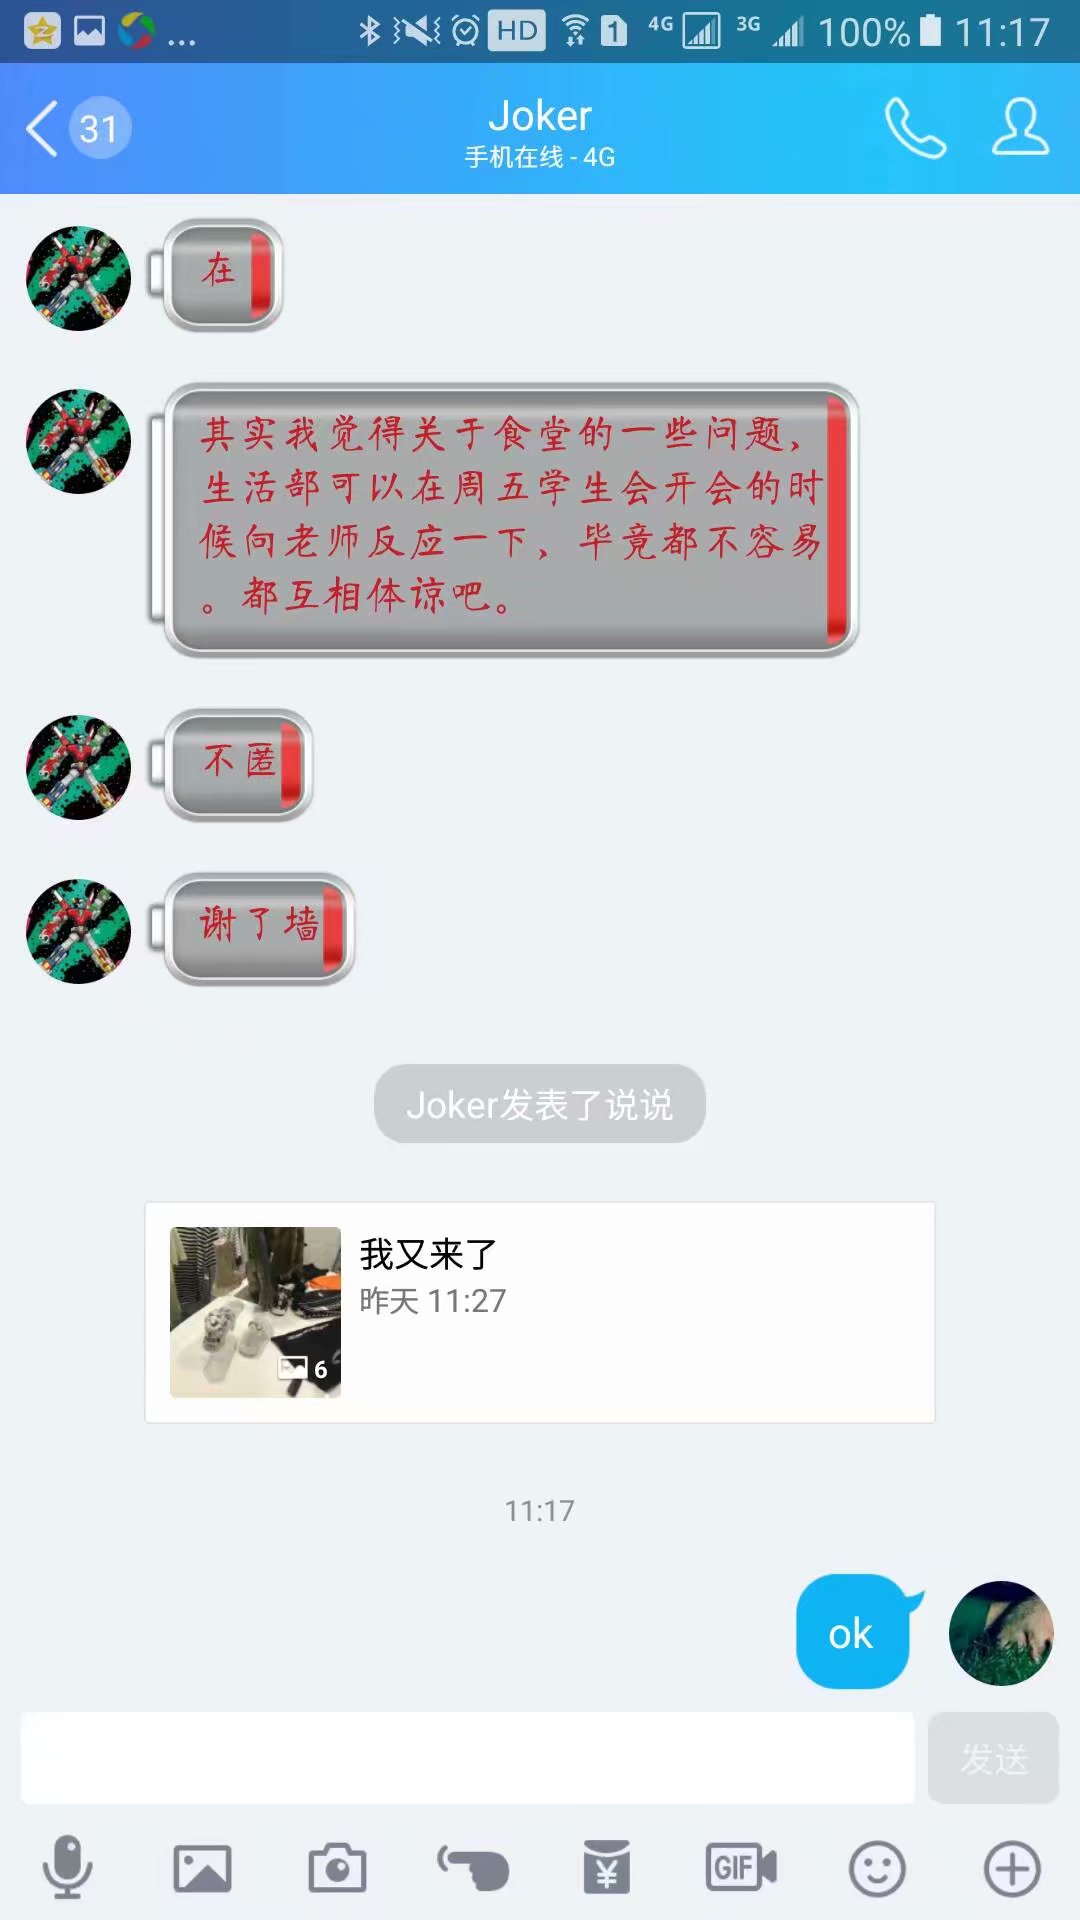 HD 1 4G 3G 100% 11:17
31
Joker
手机在线 - 4G
在
其实我觉得关于食堂的一些问题，
生活部可以在周五学生会开会的时
候向老师反应一下，毕竟都不容易
。都互相体谅吧。
不匿
谢了墙
Joker发表了说说
我又来了
昨天 11:27
6
11:17
ok
发送
GIF